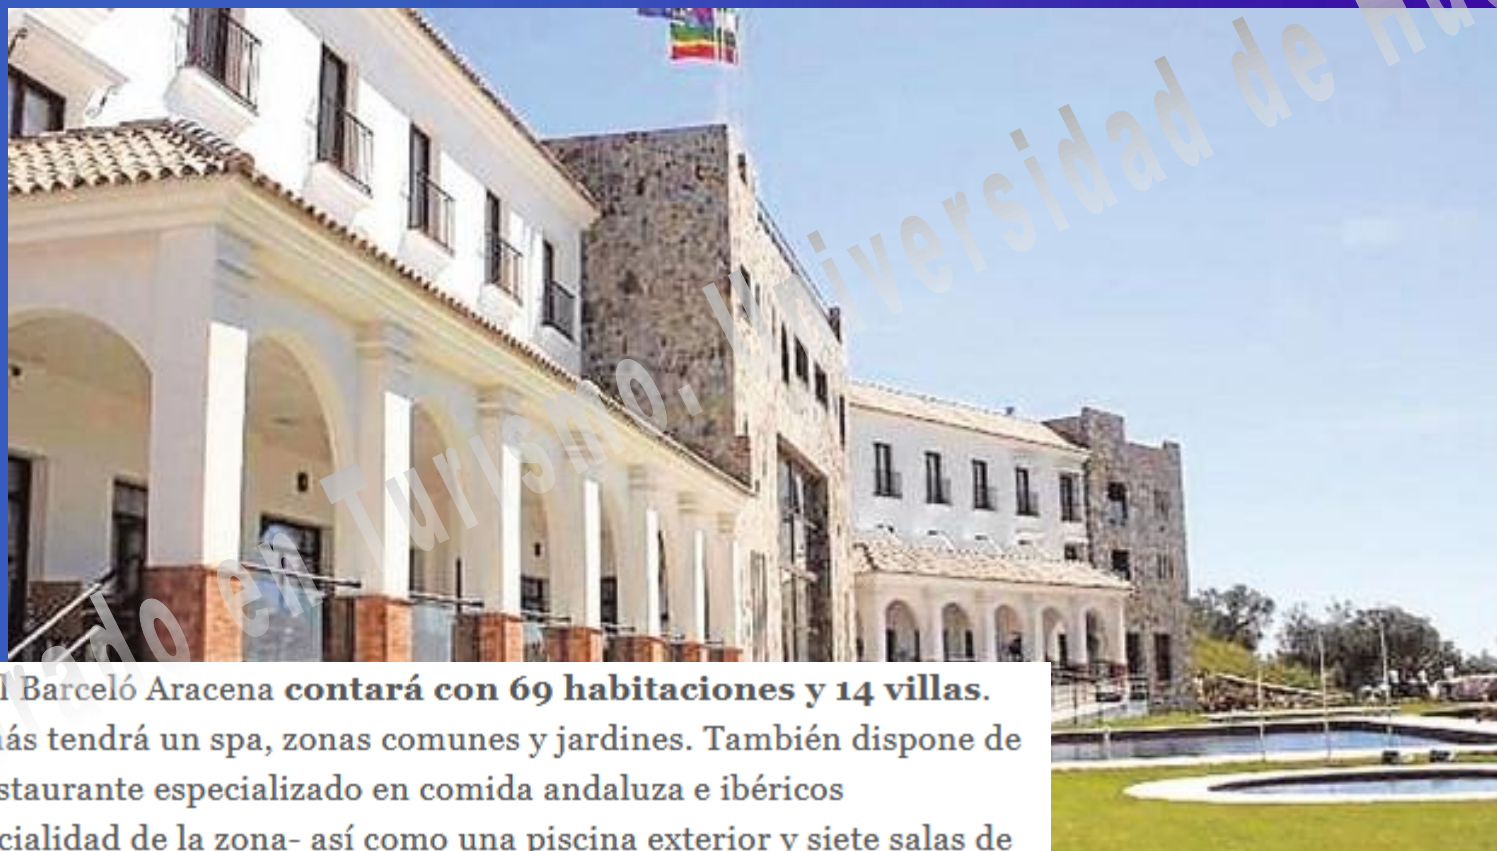 Grado en Turismo. Universidad de Hu
l Barceló Aracena contará con 69 habitaciones y 14 villas.
ás tendrá un spa, zonas comunes y jardines. También dispone de
staurante especializado en comida andaluza e ibéricos
cialidad de la zona- así como una piscina exterior y siete salas de